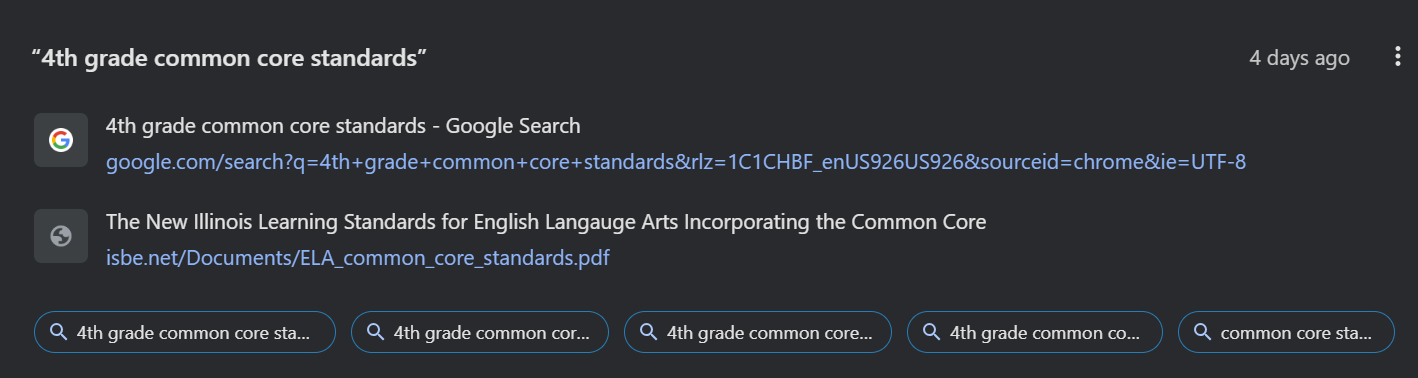 “4th grade common core standards”
4 days ago
4th grade common core standards - Google Search
google.com/search?q=4th+grade+common+core+standards&rlz=1C1CHBF_enUS926US926&sourceid=chrome&ie=UTF-8
The New Illinois Learning Standards for English Langauge Arts Incorporating the Common Core
isbe.net/Documents/ELA_common_core_standards.pdf
4th grade common core sta...
4th grade common cor...
4th grade common core...
4th grade common co...
common core sta...